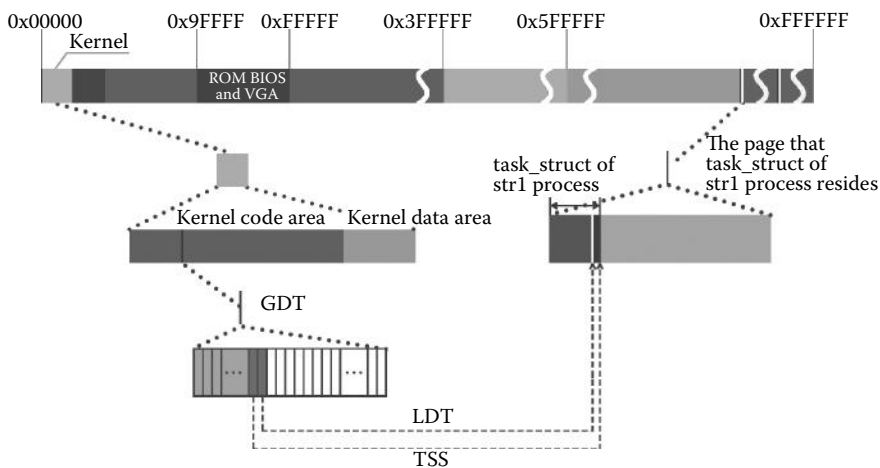 0x00000 0x9FFFF 0xFFFFF 0x3FFFFF 0x5FFFFF 0xFFFFFF
Kernel
ROM BIOS
and VGA
The page that
task_struct of
str1 process resides
task_struct of
str1 process
Kernel code area Kernel data area
GDT
...
...
LDT
TSS